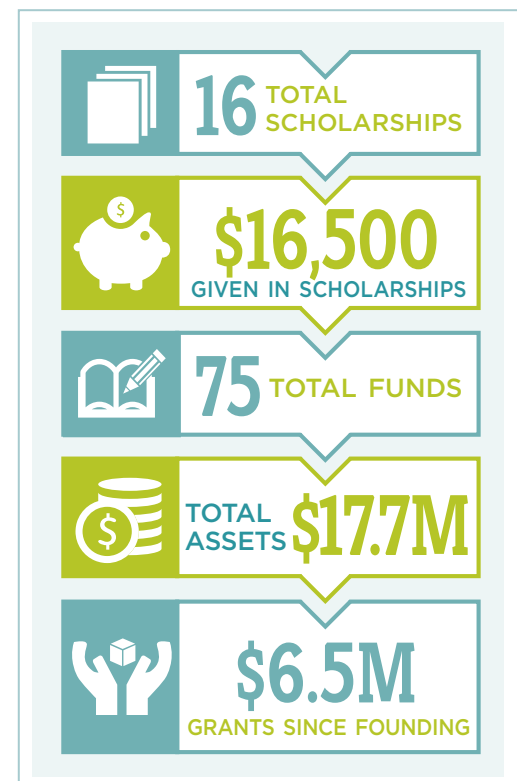 16 TOTAL
SCHOLARSHIPS
$
$16,500
GIVEN IN SCHOLARSHIPS
75 TOTAL FUNDS
$
TOTAL
ASSETS $17.7M
$6.5M
GRANTS SINCE FOUNDING